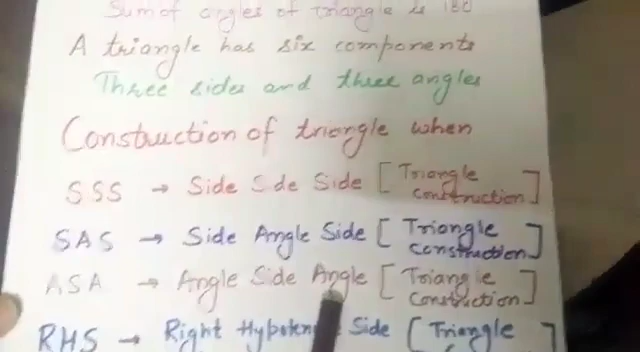 Sum of angles of triangle is 180
A triangle has six components
Three sides and three angles
Construction of triangle when
SSS → Side Sde Side [Triangle Construction]
SAS → Side Angle Side [Triangle Construction]
ASA → Angle Side Angle [Triangle Construction]
RHS → Right Side [Triangle